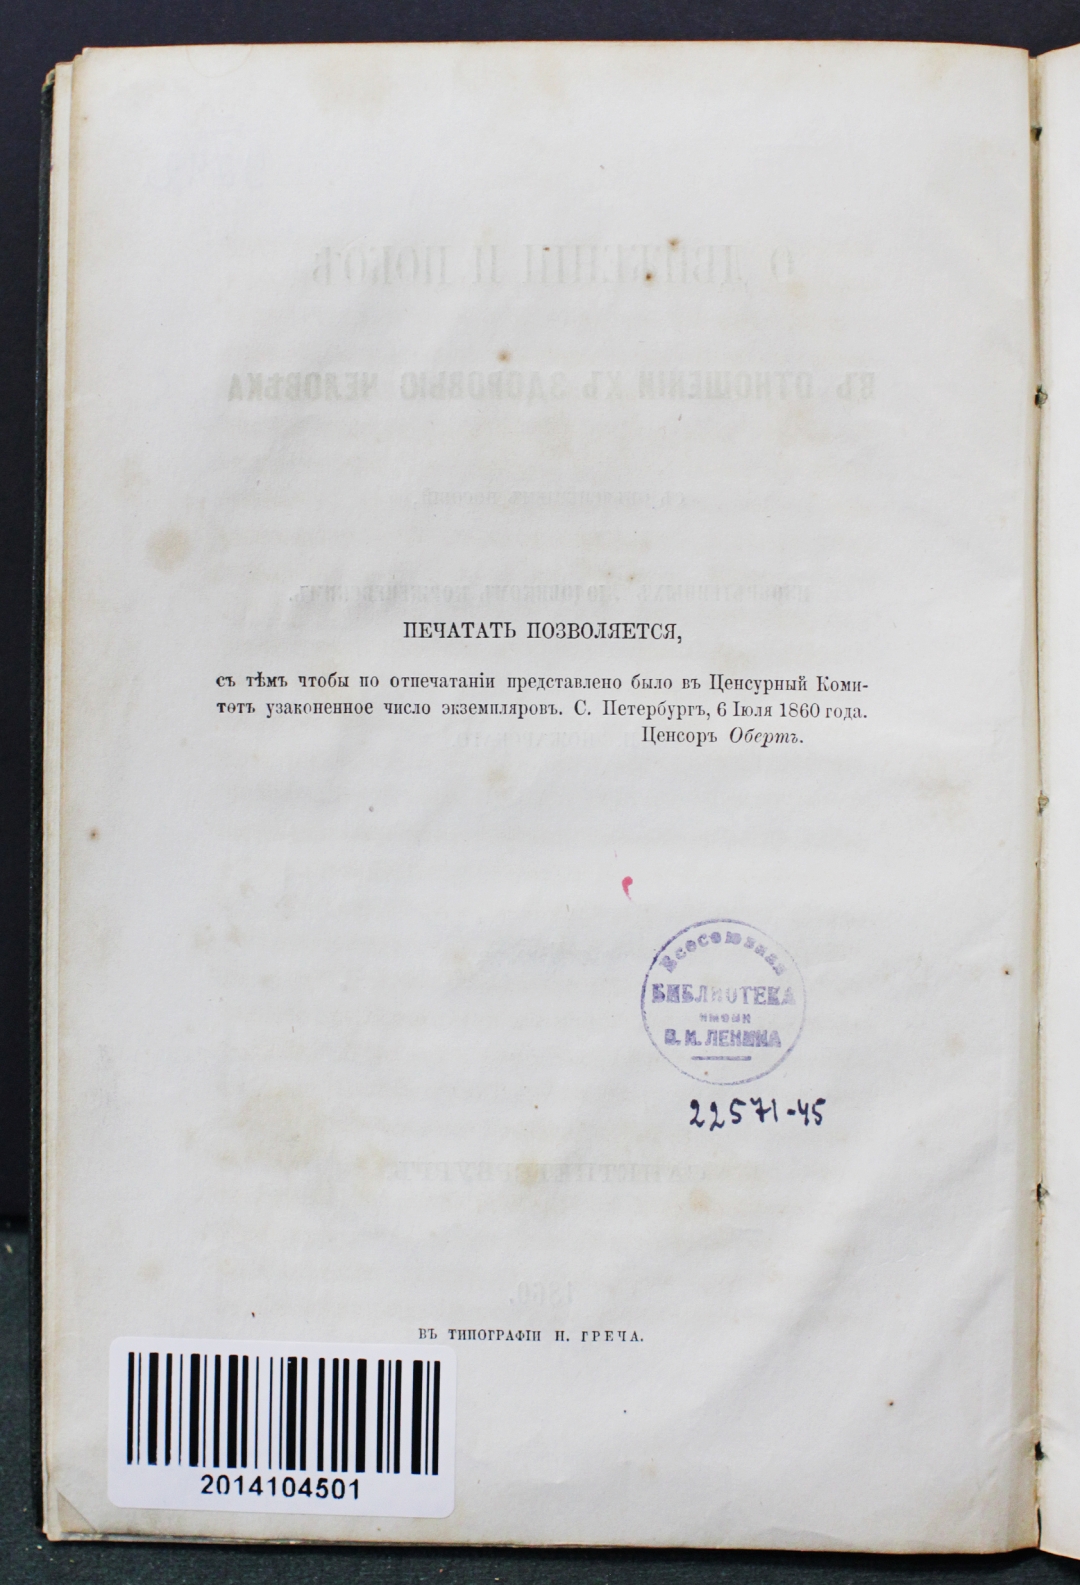 ПЕЧАТАТЬ ПОЗВОЛЯЕТСЯ,
съ тѣмъ чтобы по отпечатаніи представлено было въ Ценсурный Коми-
тетъ узаконенное число экземпляровъ. С. Петербургъ, 6 Іюля 1860 года.
Ценсоръ Обертъ.
Всесоюзная
БИБЛИОТЕКА
имени
В. И. ЛЕНИНА
22571-45
ВЪ ТИПОГРАФІИ Н. ГРЕЧА.
2014104501